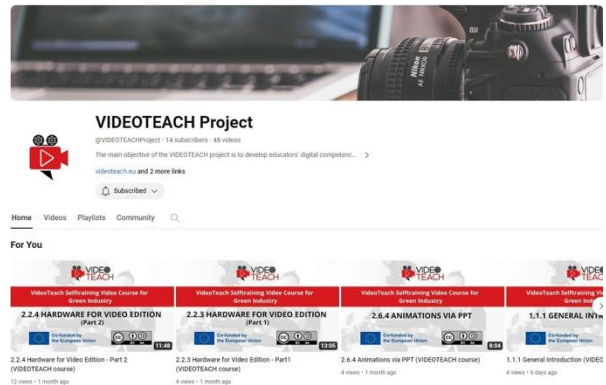 Nikon
AF NIKKOR
VIDEOTEACH Project
@VIDEOTEACHProject · 14 subscribers · 48 videos
The main objective of the VIDEOTEACH project is to develop educators' digital competenc...
videoteach.eu and 2 more links
Subscribed
Home Videos Playlists Community
For You
VIDEO TEACH
VideoTeach Selftraining Video Course for
Green Industry
2.2.4 HARDWARE FOR VIDEO EDITION
(Part 2)
Co-funded by
the European Union
11:48
2.2.4 Hardware for Video Edition - Part 2
(VIDEOTEACH course)
12 views · 1 month ago
VIDEO TEACH
VideoTeach Selftraining Video Course for
Green Industry
2.2.3 HARDWARE FOR VIDEO EDITION
(Part 1)
Co-funded by
the European Union
13:05
2.2.3 Hardware for Video Edition - Part1
(VIDEOTEACH course)
4 views · 1 month ago
VIDEO TEACH
VideoTeach Selftraining Video Course for
Green Industry
2.6.4 ANIMATIONS VIA PPT
Co-funded by
the European Union
8:04
2.6.4 Animations via PPT (VIDEOTEACH course)
4 views · 1 month ago
VideoTeach Selftraining Vi
1.1.1 GENERAL INTR
Co-funded by
the European Union
1.1.1 General Introduction (VIDEO
4 views · 6 days ago